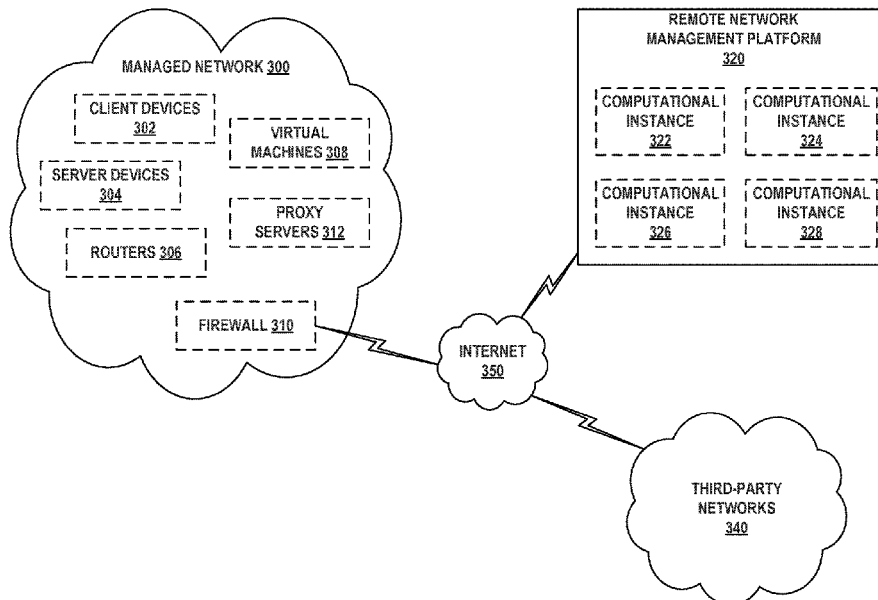 MANAGED NETWORK 300
CLIENT DEVICES
302
VIRTUAL
MACHINES 308
SERVER DEVICES
304
PROXY
SERVERS 312
ROUTERS 306
FIREWALL 310
REMOTE NETWORK
MANAGEMENT PLATFORM
320
COMPUTATIONAL
INSTANCE
322
COMPUTATIONAL
INSTANCE
324
COMPUTATIONAL
INSTANCE
326
COMPUTATIONAL
INSTANCE
328
INTERNET
350
THIRD-PARTY
NETWORKS
340